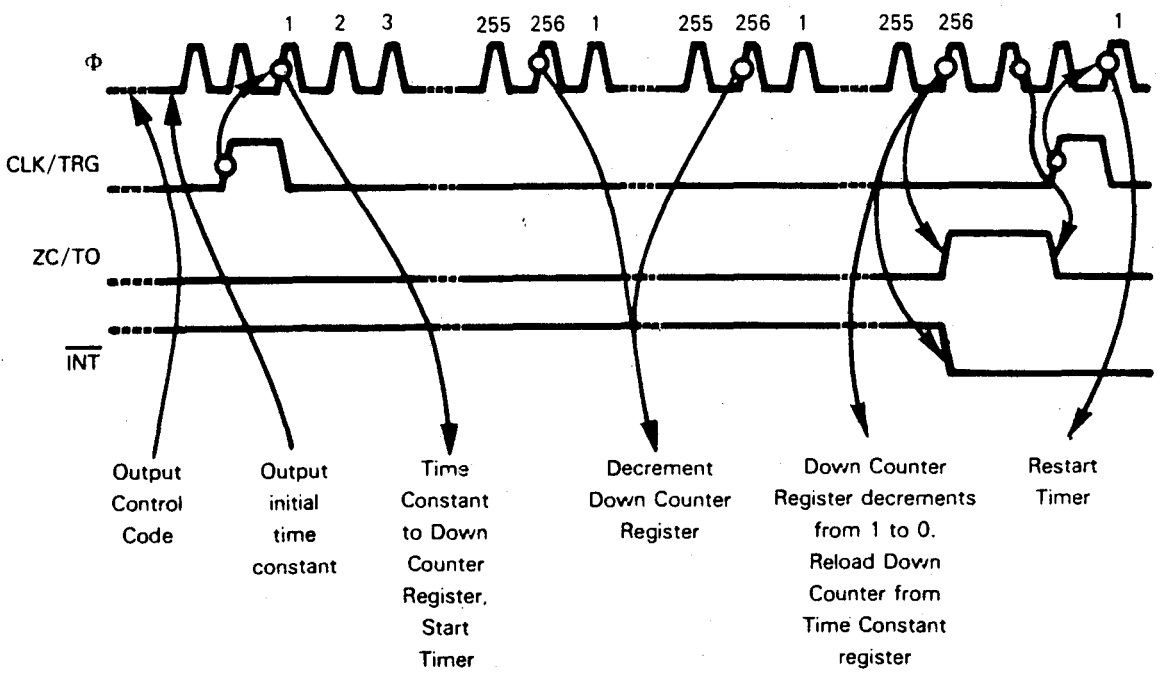 1 2 3 255 256 1 255 256 1 255 256 1
Φ
CLK/TRG
ZC/TO
INT
Output
Control
Code
Output
initial
time
constant
Time
Constant
to Down
Counter
Register,
Start
Timer
Decrement
Down Counter
Register
Down Counter
Register decrements
from 1 to 0.
Reload Down
Counter from
Time Constant
register
Restart
Timer